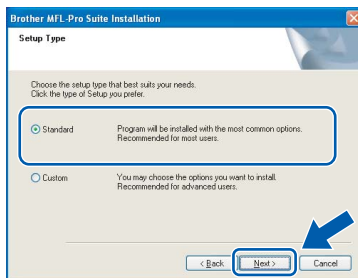 Brother MFL-Pro Suite Installation
Setup Type
Choose the setup type that best suits your needs.
Click the type of Setup you prefer.
Standard
Program will be installed with the most common options.
Recommended for most users.
Custom
You may choose the options you want to install.
Recommended for advanced users.
< Back
Next >
Cancel